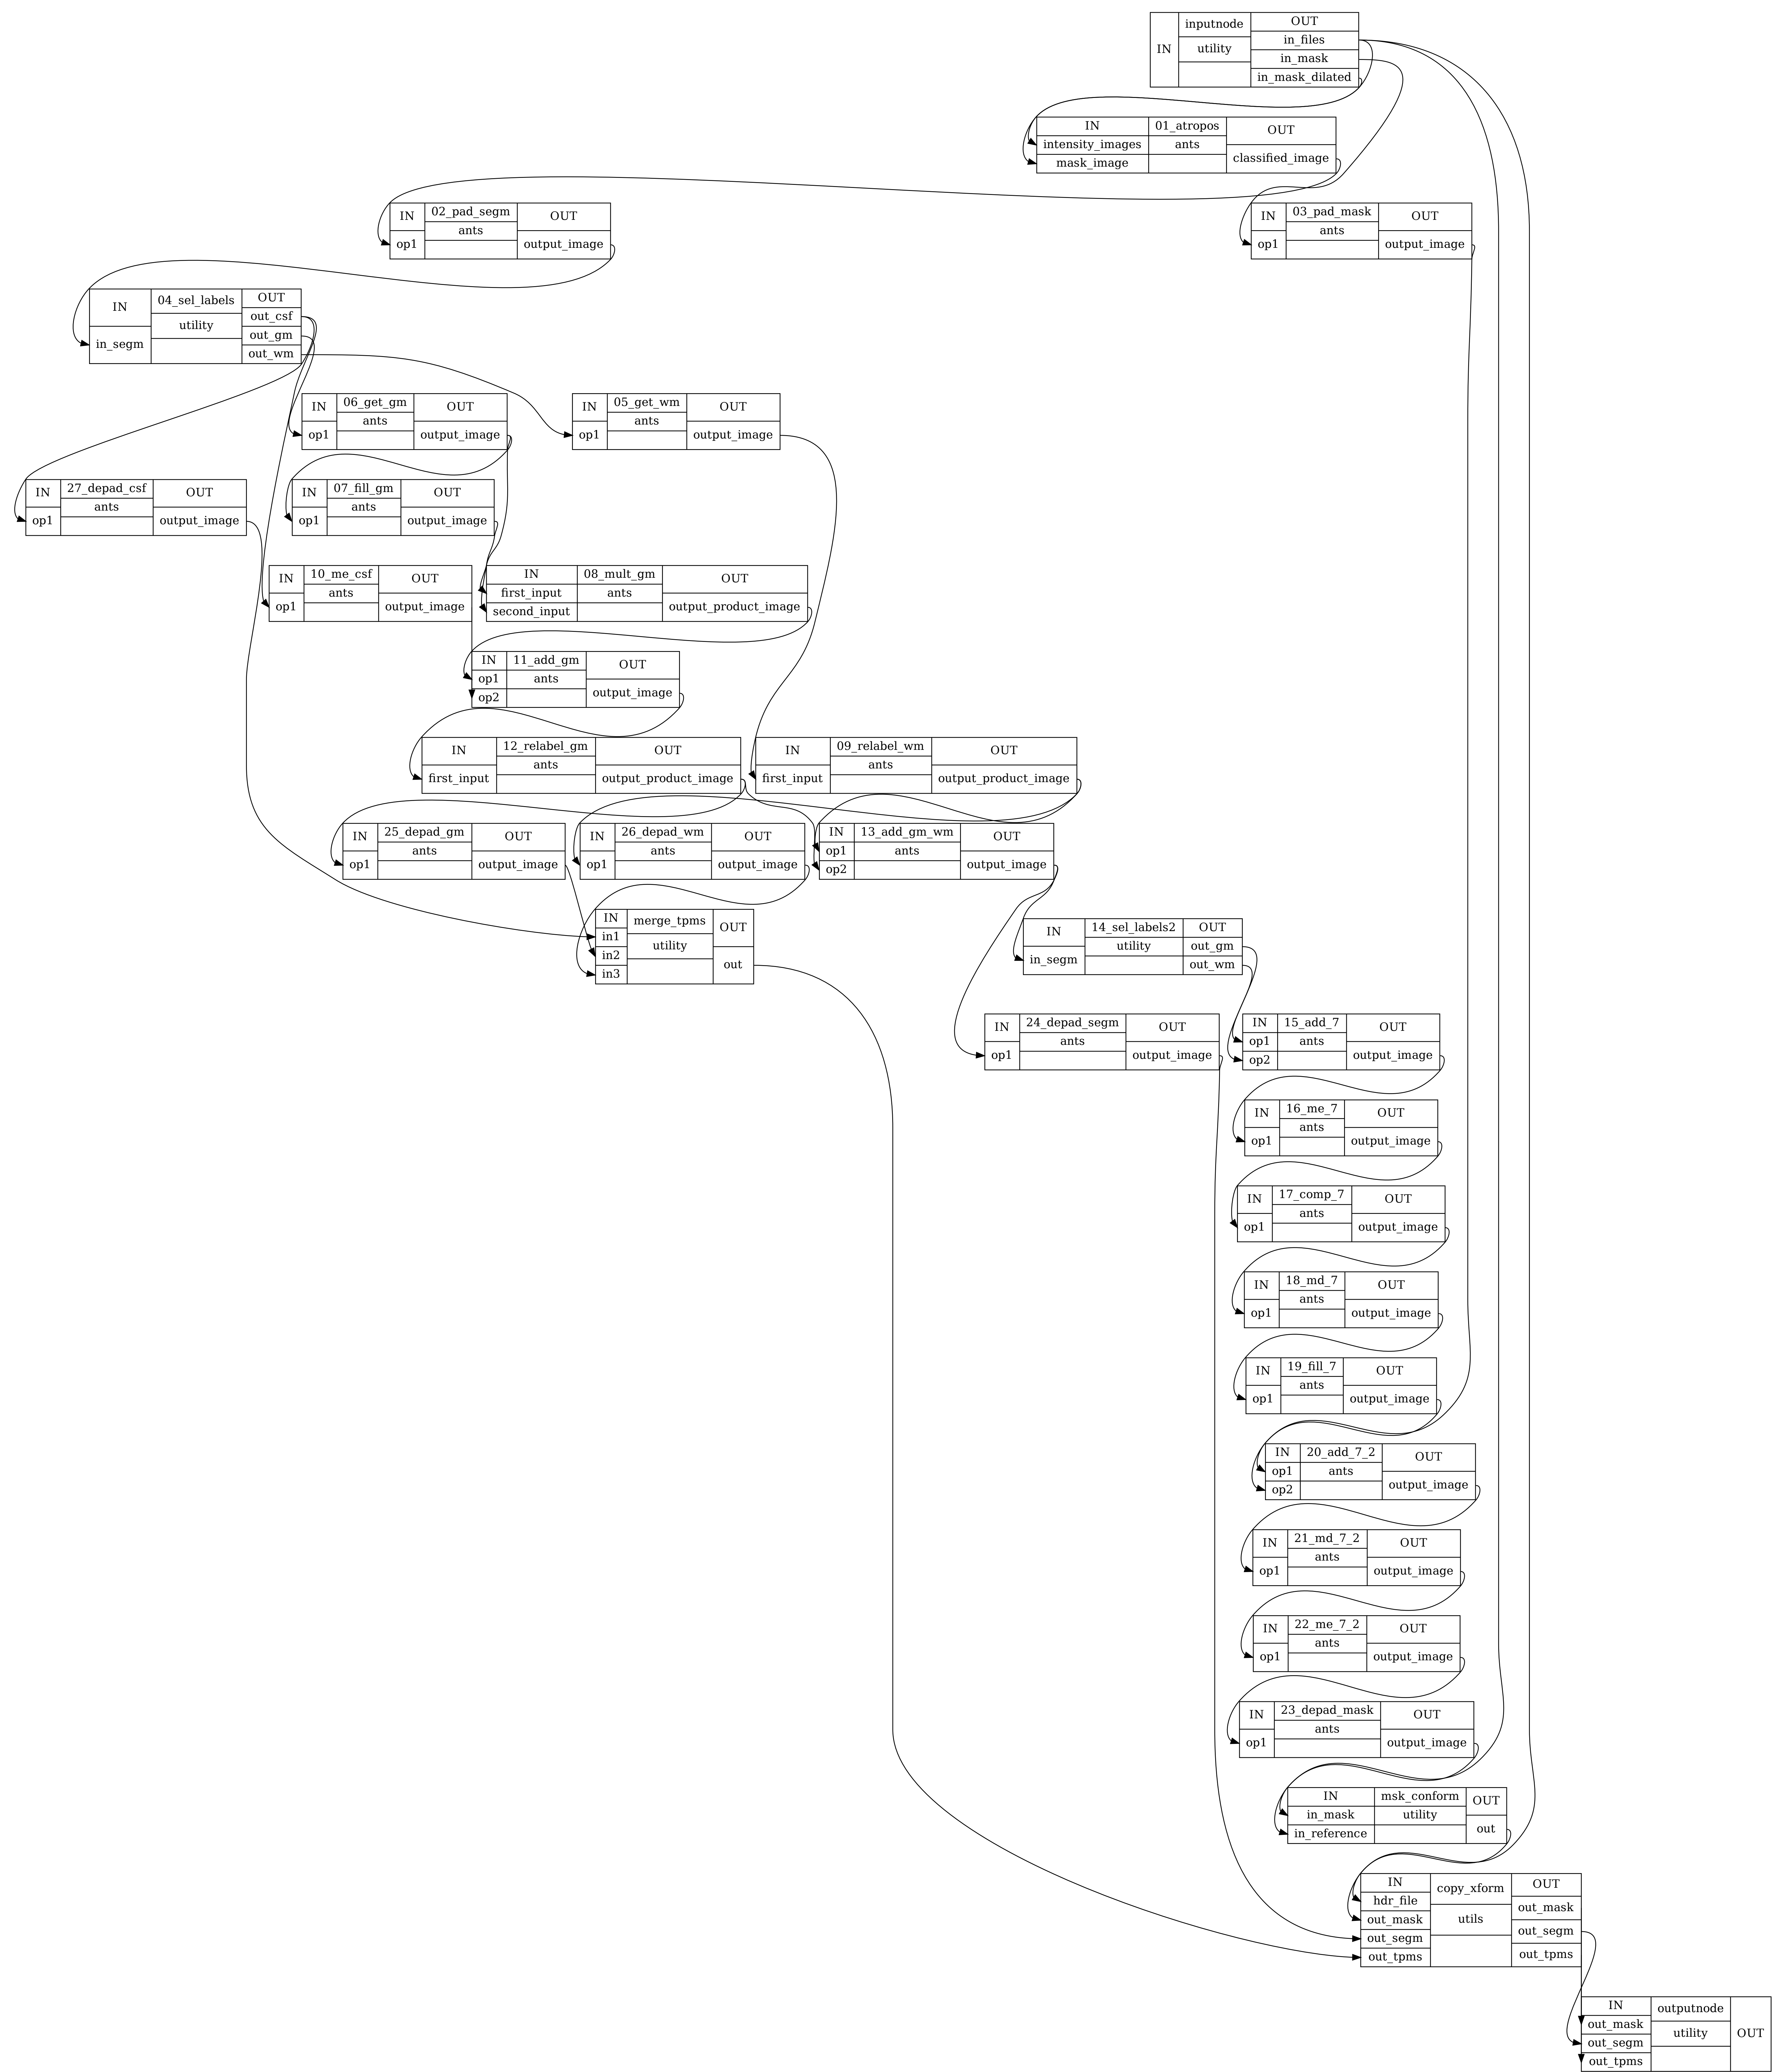 inputnode
OUT
IN
utility
in_files
in_mask
in_mask_dilated
IN
01_atropos
OUT
intensity_images
ants
mask_image
classified_image
IN
02_pad_segm
OUT
ants
op1
output_image
IN
03_pad_mask
OUT
ants
op1
output_image
IN
04_sel_labels
OUT
out_csf
utility
out_gm
in_segm
out_wm
IN
06_get_gm
OUT
ants
op1
output_image
IN
05_get_wm
OUT
ants
op1
output_image
IN
27_depad_csf
OUT
ants
op1
output_image
IN
07_fill_gm
OUT
ants
op1
output_image
IN
10_me_csf
OUT
ants
op1
output_image
IN
08_mult_gm
OUT
first_input
ants
second_input
output_product_image
IN
11_add_gm
OUT
op1
ants
op2
output_image
IN
12_relabel_gm
OUT
ants
first_input
output_product_image
IN
09_relabel_wm
OUT
ants
first_input
output_product_image
IN
25_depad_gm
OUT
ants
op1
output_image
IN
26_depad_wm
OUT
ants
op1
output_image
IN
13_add_gm_wm
OUT
op1
ants
op2
output_image
IN
merge_tpms
OUT
in1
utility
in2
in3
out
IN
14_sel_labels2
OUT
utility
out_gm
in_segm
out_wm
IN
24_depad_segm
OUT
ants
op1
output_image
IN
15_add_7
OUT
op1
ants
op2
output_image
IN
16_me_7
OUT
ants
op1
output_image
IN
17_comp_7
OUT
ants
op1
output_image
IN
18_md_7
OUT
ants
op1
output_image
IN
19_fill_7
OUT
ants
op1
output_image
IN
20_add_7_2
OUT
op1
ants
op2
output_image
IN
21_md_7_2
OUT
ants
op1
output_image
IN
22_me_7_2
OUT
ants
op1
output_image
IN
23_depad_mask
OUT
ants
op1
output_image
IN
msk_conform
OUT
in_mask
utility
in_reference
out
IN
copy_xform
OUT
hdr_file
out_mask
out_mask
utils
out_segm
out_segm
out_tpms
out_tpms
IN
outputnode
OUT
out_mask
utility
out_segm
out_tpms